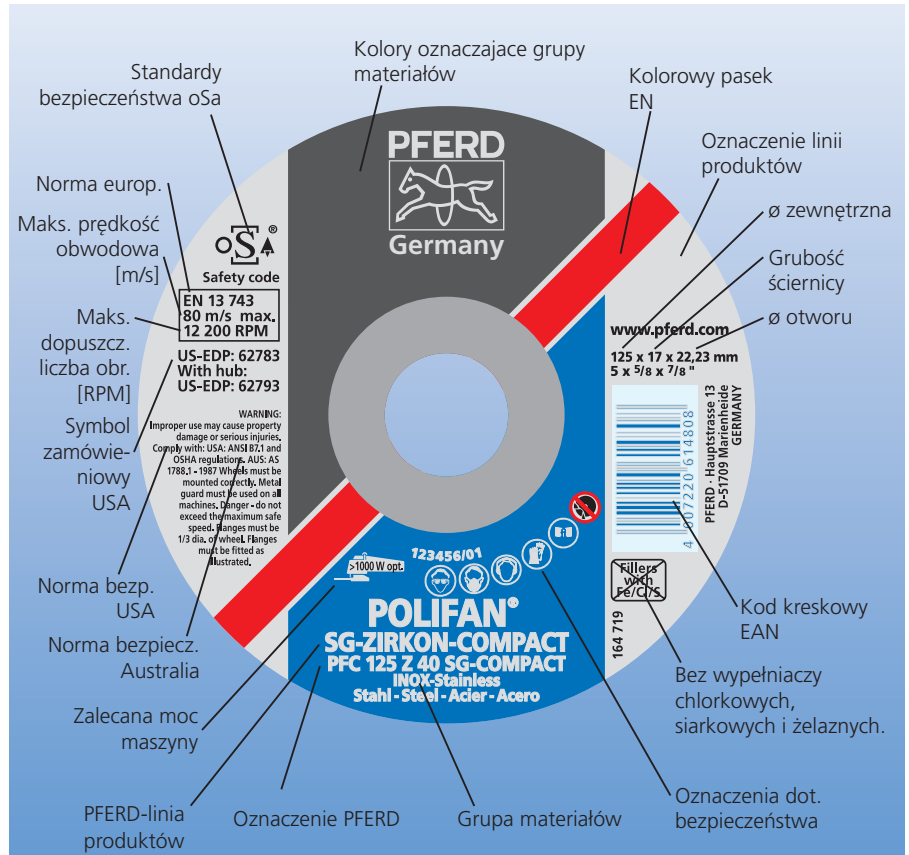 Kolory oznaczajace grupy
materiałów
Standardy
bezpieczeństwa oSa
Kolorowy pasek
EN
Oznaczenie linii
produktów
Norma europ.
Maks. prędkość
obwodowa
[m/s]
Maks.
dopuszcz.
liczba obr.
[RPM]
Symbol
zamówie-
niowy
USA
Norma bezp.
USA
Norma bezpiecz.
Australia
Zalecana moc
maszyny
PFERD-linia
produktów
Oznaczenie PFERD
Grupa materiałów
Oznaczenia dot.
bezpieczeństwa
Bez wypełniaczy
chlorkowych,
siarkowych i żelaznych.
Kod kreskowy
EAN
ø zewnętrzna
Grubość
ściernicy
ø otworu
PFERD
Germany
oSa®
Safety code
EN 13 743
80 m/s max.
12 200 RPM
US-EDP: 62783
With hub:
US-EDP: 62793
WARNING:
Improper use may cause property
damage or serious injuries.
Comply with: USA: ANSI B7.1 and
OSHA regulations. AUS: AS
1788.1 - 1987 Wheels must be
mounted correctly. Metal
guard must be used on all
machines. Danger - do not
exceed the maximum safe
speed. Flanges must be
1/3 dia. of wheel. Flanges
must be fitted as
illustrated.
www.pferd.com
125 x 17 x 22,23 mm
5 x 5/8 x 7/8 "
4 007220 614808
PFERD · Hauptstrasse 13
D-51709 Marienheide
GERMANY
Fillers
with
Fe/Cl/S
164 719
>1000 W opt.
123456/01
POLIFAN®
SG-ZIRKON-COMPACT
PFC 125 Z 40 SG-COMPACT
INOX-Stainless
Stahl - Steel - Acier - Acero